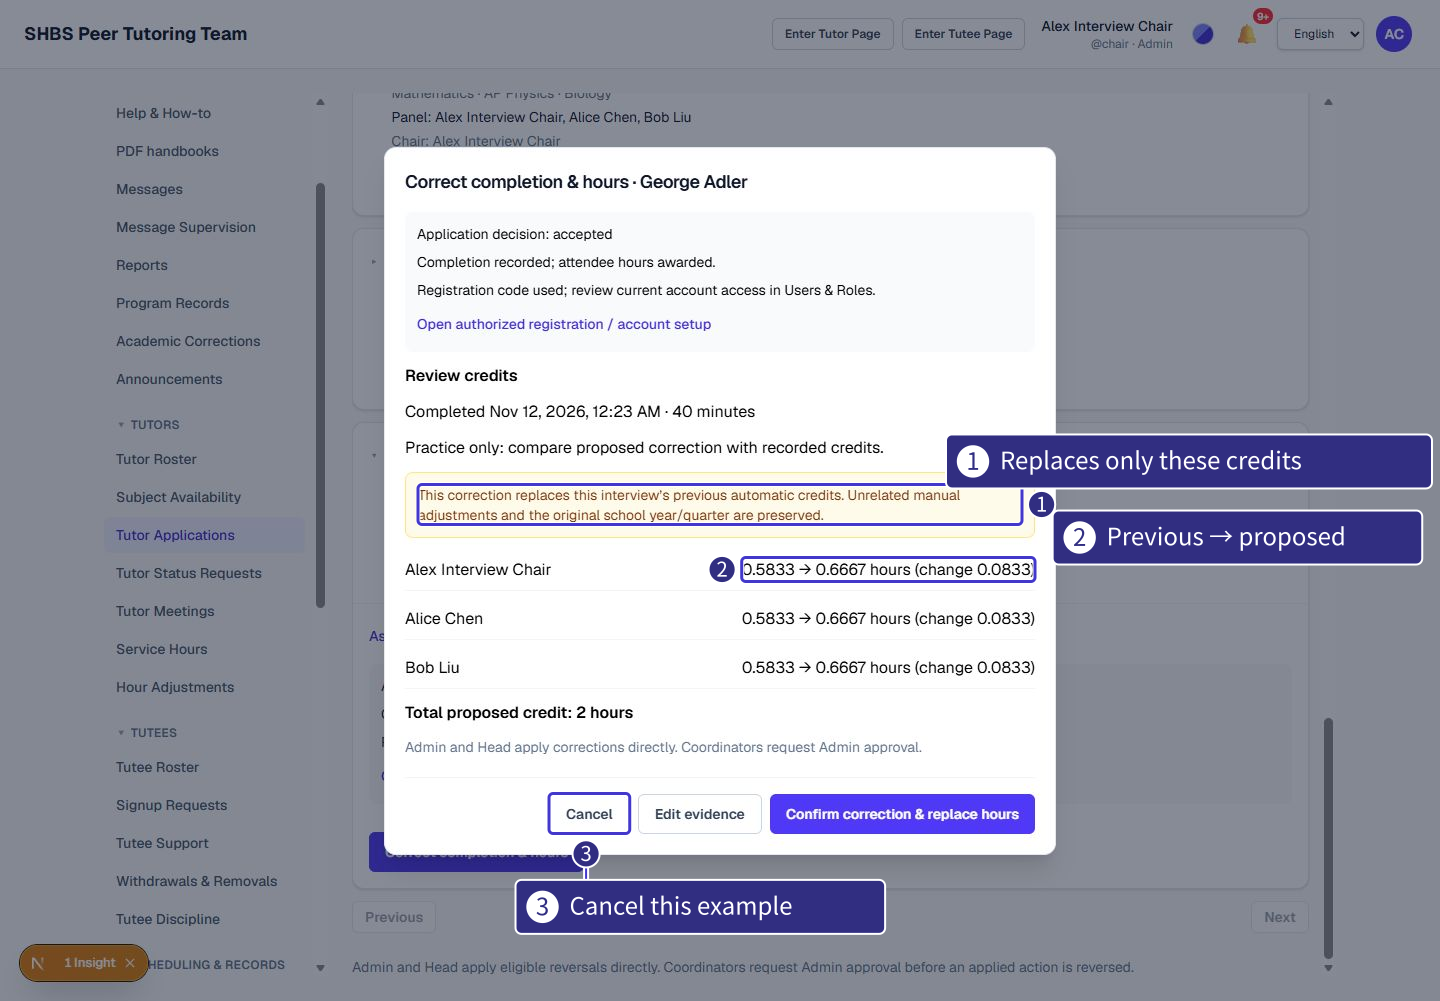 SHBS Peer Tutoring Team
Enter Tutor Page
Enter Tutee Page
Alex Interview Chair
@chair · Admin
9+
English
AC
Help & How-to
PDF handbooks
Messages
Message Supervision
Reports
Program Records
Academic Corrections
Announcements
TUTORS
Tutor Roster
Subject Availability
Tutor Applications
Tutor Status Requests
Tutor Meetings
Service Hours
Hour Adjustments
TUTEES
Tutee Roster
Signup Requests
Tutee Support
Withdrawals & Removals
Tutee Discipline
HEDULING & RECORDS
N 1 Insight ×
Mathematics · AP Physics · Biology
Panel: Alex Interview Chair, Alice Chen, Bob Liu
Chair: Alex Interview Chair
As
Correct completion & hours · George Adler
Application decision: accepted
Completion recorded; attendee hours awarded.
Registration code used; review current account access in Users & Roles.
Open authorized registration / account setup
Review credits
Completed Nov 12, 2026, 12:23 AM · 40 minutes
Practice only: compare proposed correction with recorded credits.
This correction replaces this interview's previous automatic credits. Unrelated manual
adjustments and the original school year/quarter are preserved.
1 Replaces only these credits
1
2 Previous → proposed
Alex Interview Chair
2
0.5833 → 0.6667 hours (change 0.0833)
Alice Chen
0.5833 → 0.6667 hours (change 0.0833)
Bob Liu
0.5833 → 0.6667 hours (change 0.0833)
Total proposed credit: 2 hours
Admin and Head apply corrections directly. Coordinators request Admin approval.
Cancel
Edit evidence
Confirm correction & replace hours
Correct completion & hours
3
3 Cancel this example
Previous
Next
Admin and Head apply eligible reversals directly. Coordinators request Admin approval before an applied action is reversed.